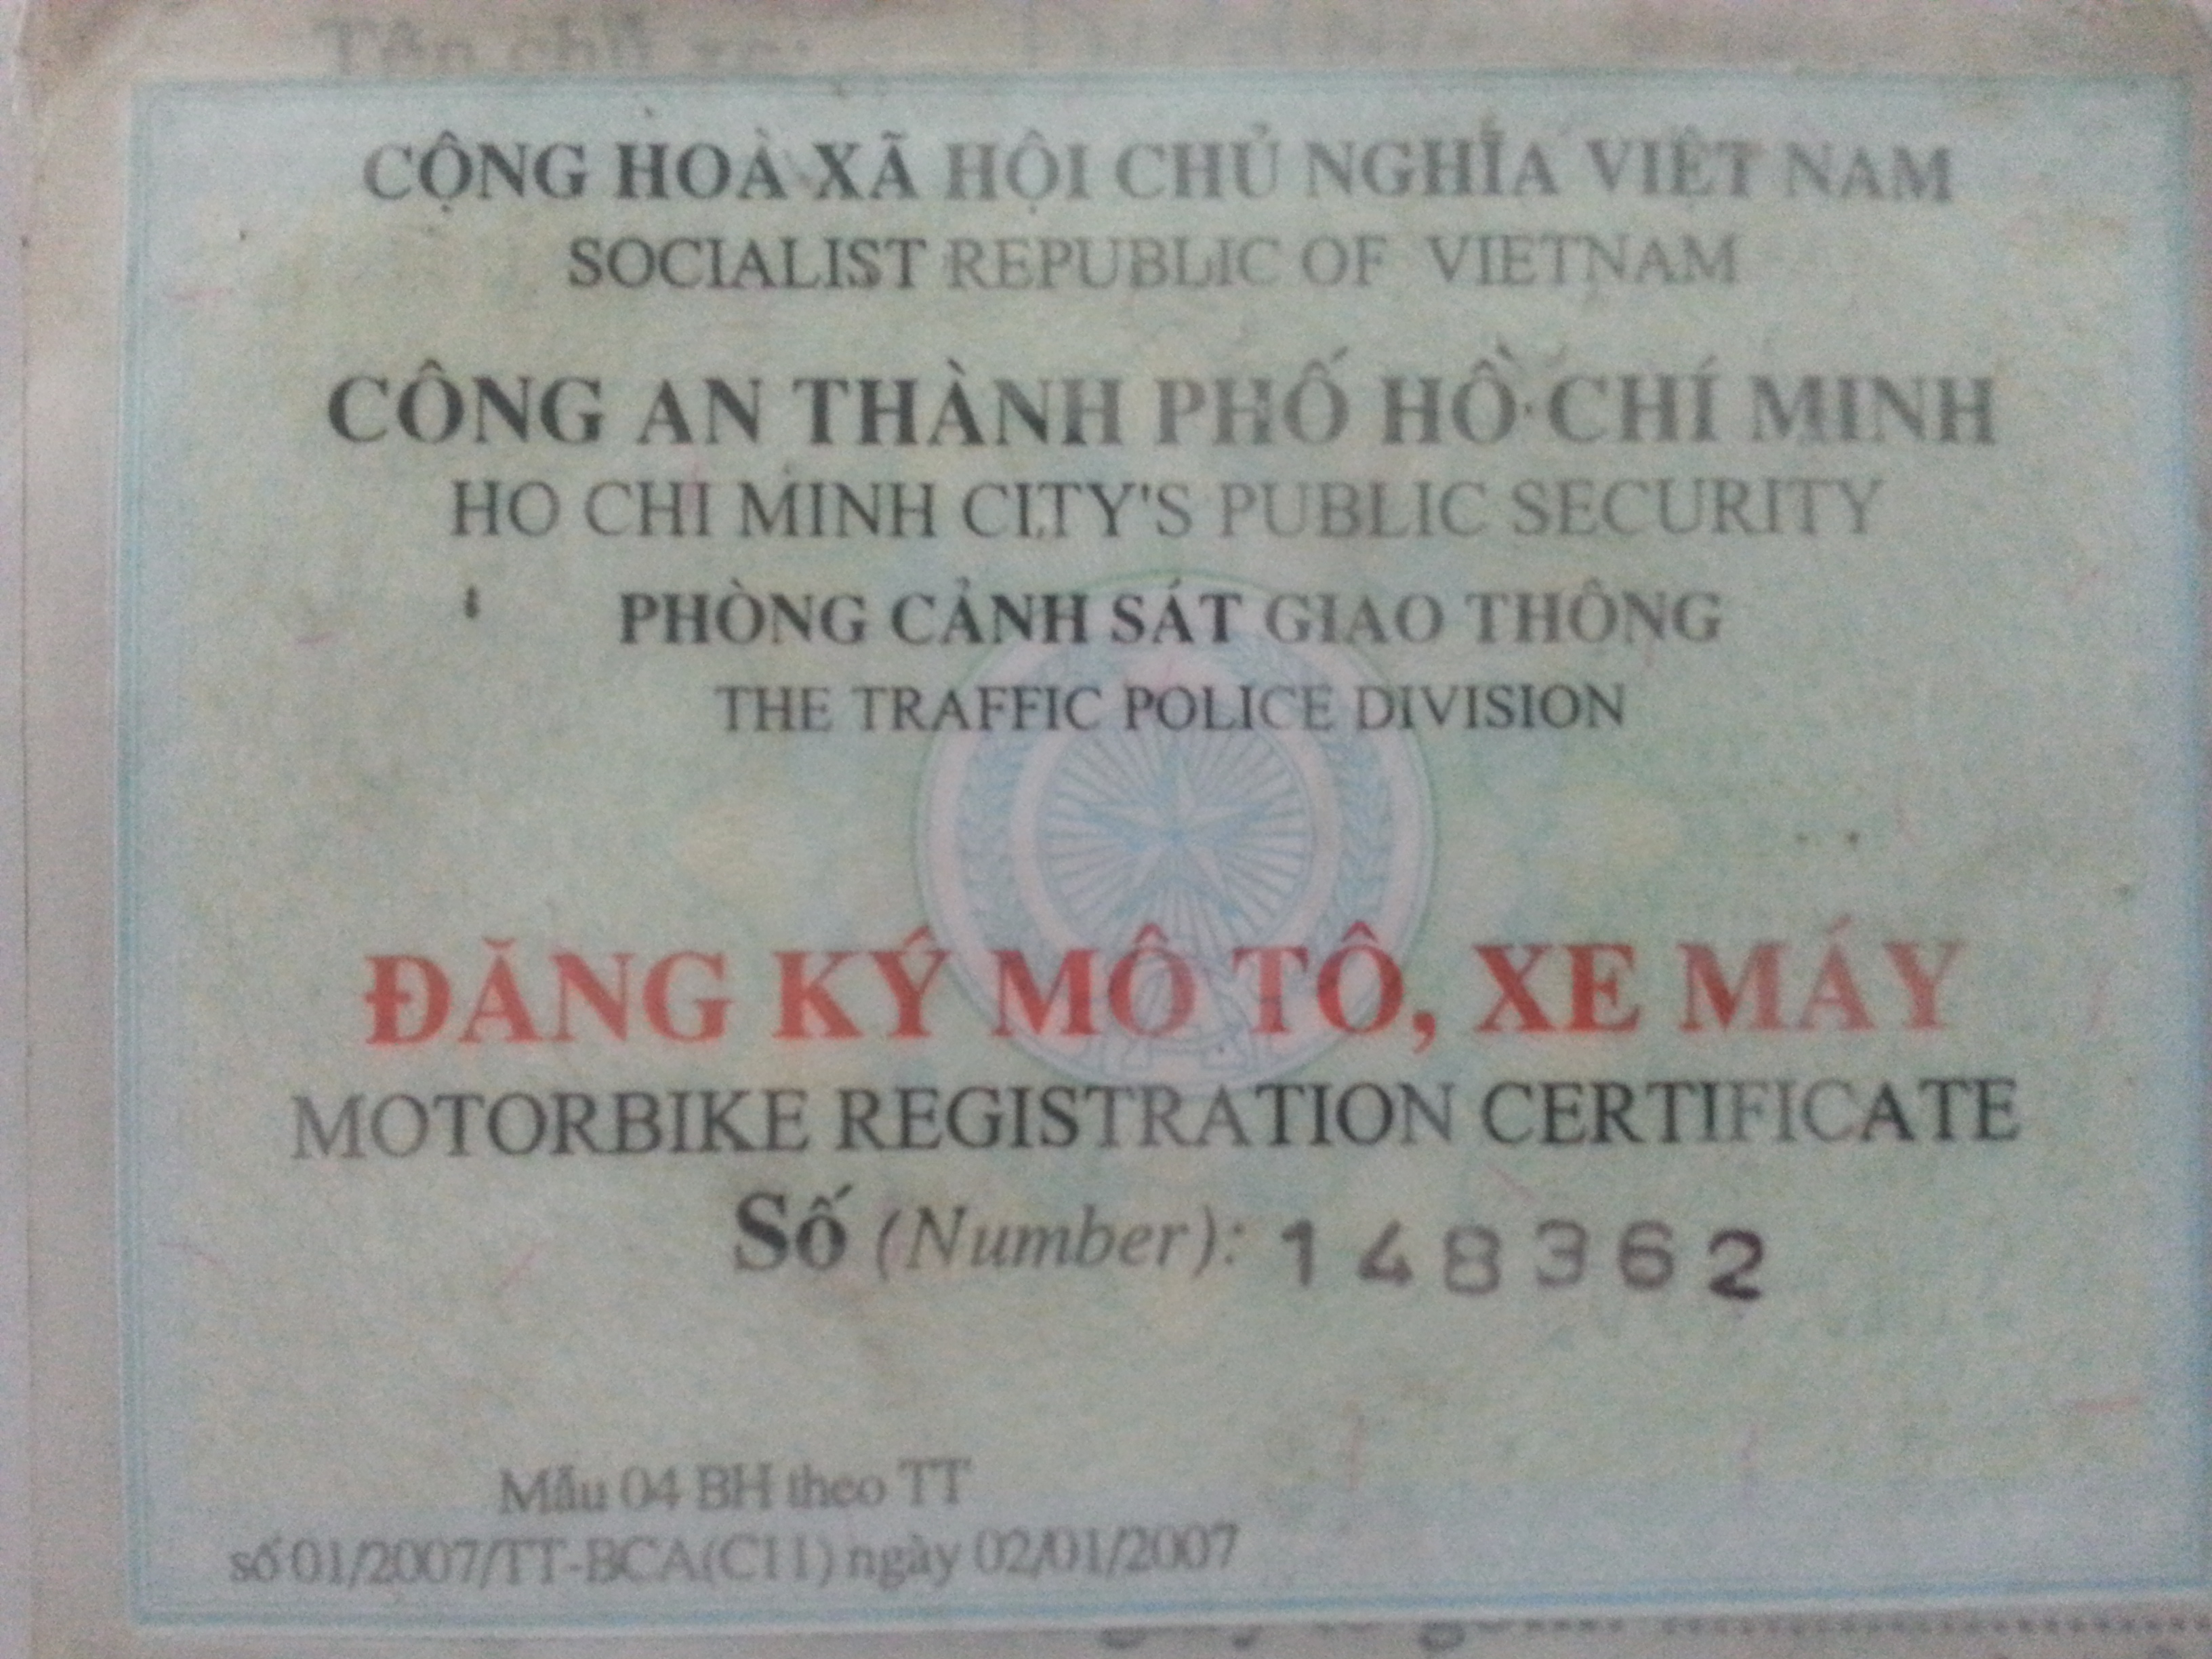 Tên chủ xe:
CỘNG HOÀ XÃ HỘI CHỦ NGHĨA VIỆT NAM
SOCIALIST REPUBLIC OF VIETNAM
CÔNG AN THÀNH PHỐ HỒ CHÍ MINH
HO CHI MINH CITY'S PUBLIC SECURITY
PHÒNG CẢNH SÁT GIAO THÔNG
THE TRAFFIC POLICE DIVISION
ĐĂNG KÝ MÔ TÔ, XE MÁY
MOTORBIKE REGISTRATION CERTIFICATE
Số (Number): 148362
Mẫu 04 BH theo TT
số 01/2007/TT-BCA(C11) ngày 02/01/2007